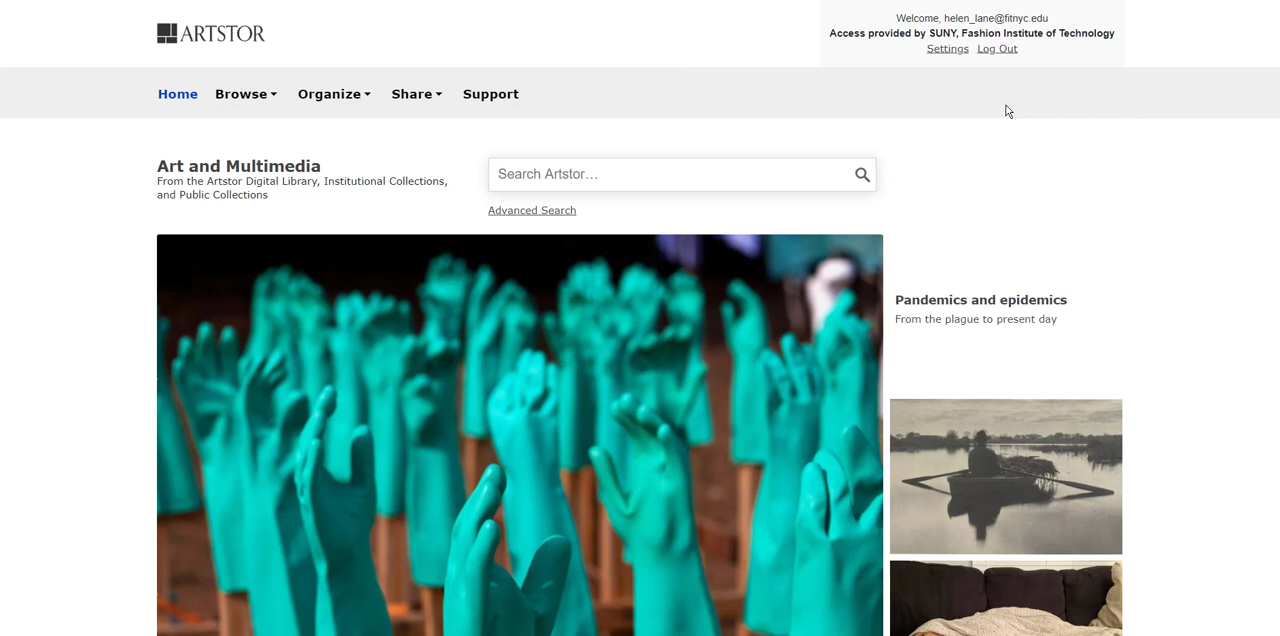 ARTSTOR
Welcome, helen_lane@fitnyc.edu
Access provided by SUNY, Fashion Institute of Technology
Settings Log Out
Home Browse Organize Share Support
Art and Multimedia
From the Artstor Digital Library, Institutional Collections,
and Public Collections
Search Artstor...
Advanced Search
Pandemics and epidemics
From the plague to present day